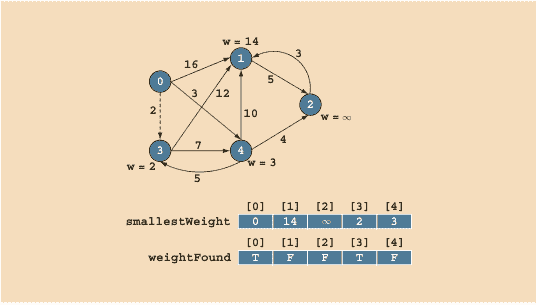 w = 14
1
16
3
0
5
3
12
2
2
10
w = ∞
7
4
3
4
w = 2
w = 3
5
[0] [1] [2] [3] [4]
smallestWeight 0 14 ∞ 2 3
[0] [1] [2] [3] [4]
weightFound T F F T F